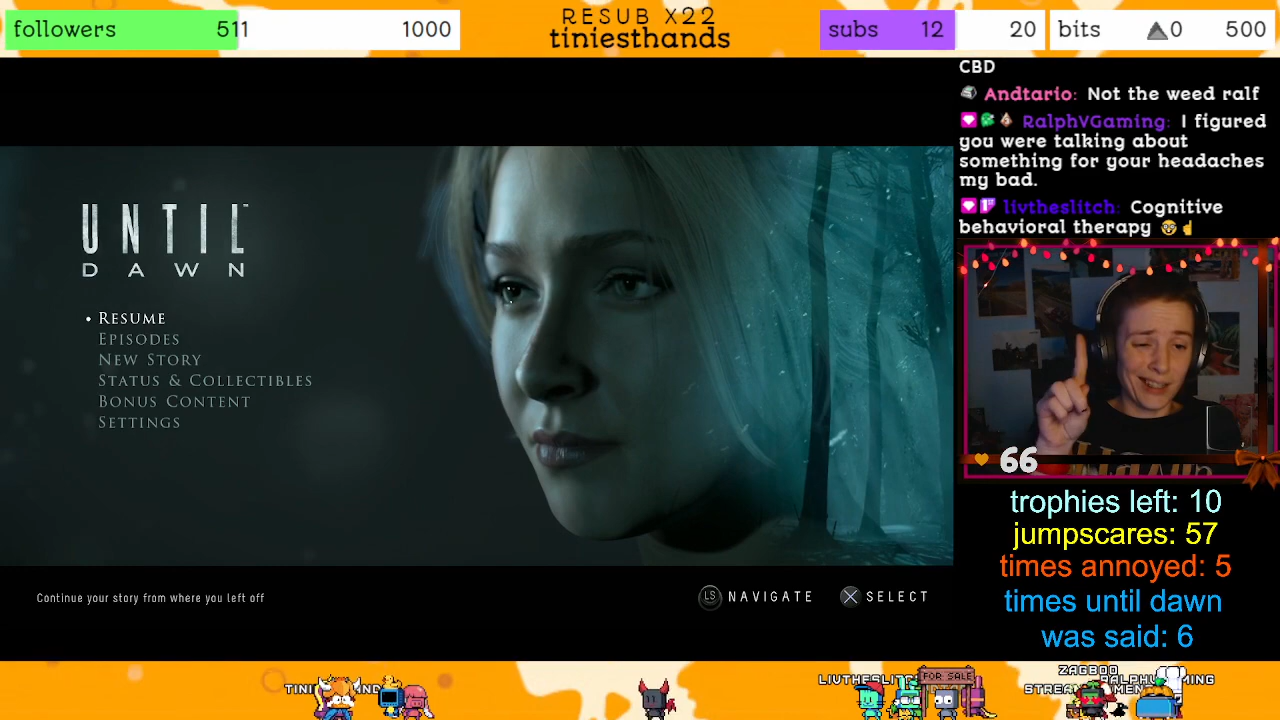 followers 511 1000
RESUB X22
tiniesthands
subs 12 20
bits 0 500
CBD
Andtario: Not the weed ralf
RalphVGaming: I figured
you were talking about
something for your headaches
my bad.
livtheslitch: Cognitive
behavioral therapy
UNTIL™
DAWN
• RESUME
EPISODES
NEW STORY
STATUS & COLLECTIBLES
BONUS CONTENT
SETTINGS
66
trophies left: 10
jumpscares: 57
times annoyed: 5
times until dawn
was said: 6
Continue your story from where you left off
LS NAVIGATE
SELECT
FOR SALE
ZAGBOO